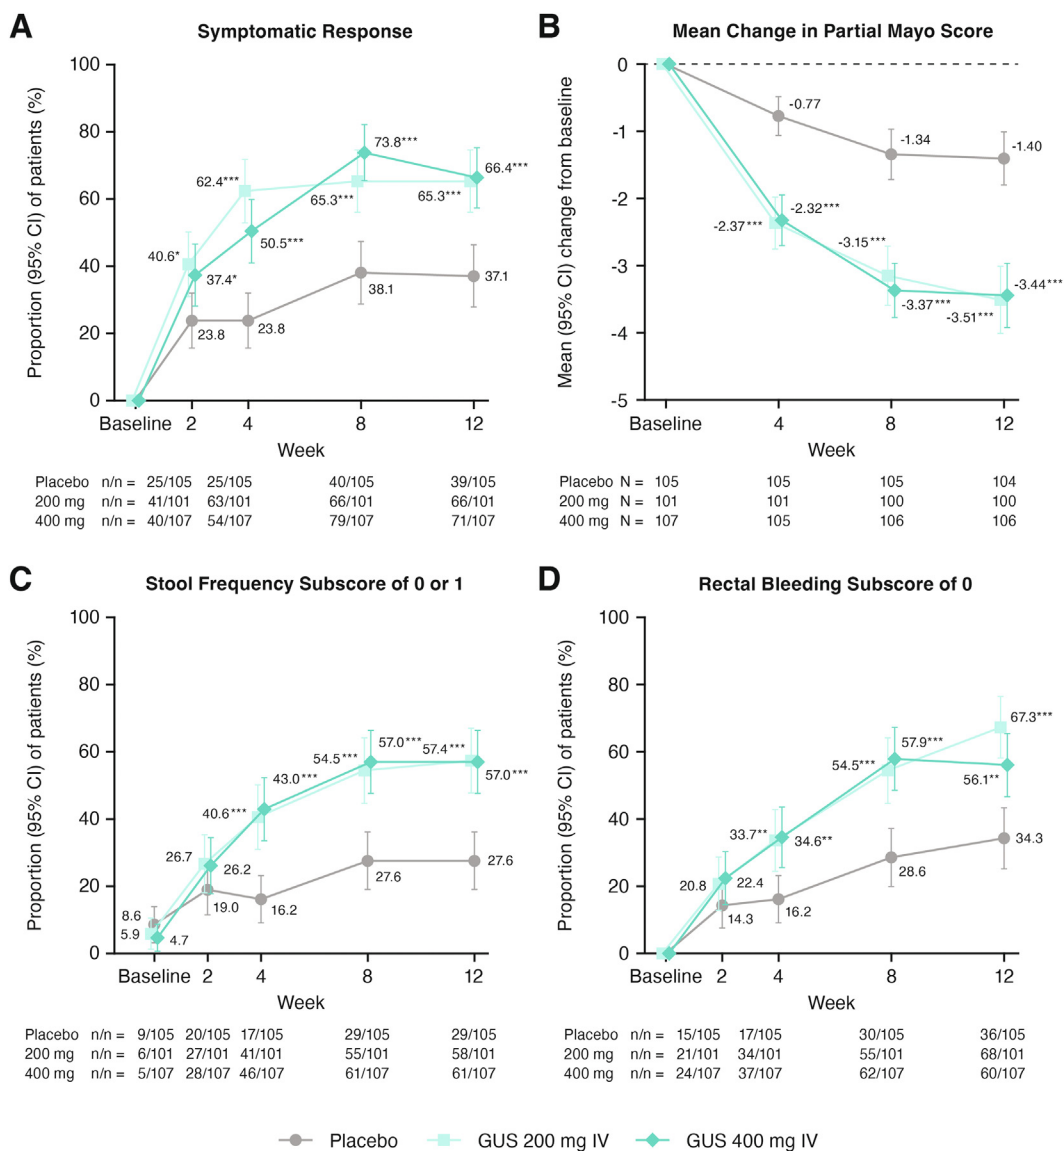 A
Symptomatic Response
Proportion (95% CI) of patients (%)
100
80
60
40
20
0
40.6*
62.4***
65.3***
65.3***
37.4*
50.5***
73.8***
66.4***
23.8
23.8
38.1
37.1
Baseline 2 4 8 12
Week
Placebo n/n = 25/105 25/105 40/105 39/105
200 mg n/n = 41/101 63/101 66/101 66/101
400 mg n/n = 40/107 54/107 79/107 71/107
B
Mean Change in Partial Mayo Score
Mean (95% CI) change from baseline
0
-1
-2
-3
-4
-5
-0.77
-1.34
-1.40
-2.37***
-2.32***
-3.15***
-3.37***
-3.51***
-3.44***
Baseline 4 8 12
Week
Placebo N = 105 105 105 104
200 mg N = 101 101 100 100
400 mg N = 107 105 106 106
C
Stool Frequency Subscore of 0 or 1
Proportion (95% CI) of patients (%)
100
80
60
40
20
0
8.6
5.9
4.7
26.7
26.2
19.0
40.6***
43.0***
16.2
54.5***
57.0***
27.6
57.4***
57.0***
27.6
Baseline 2 4 8 12
Week
Placebo n/n = 9/105 20/105 17/105 29/105 29/105
200 mg n/n = 6/101 27/101 41/101 55/101 58/101
400 mg n/n = 5/107 28/107 46/107 61/107 61/107
D
Rectal Bleeding Subscore of 0
Proportion (95% CI) of patients (%)
100
80
60
40
20
0
20.8
22.4
14.3
33.7**
34.6**
16.2
54.5***
57.9***
28.6
67.3***
56.1**
34.3
Baseline 2 4 8 12
Week
Placebo n/n = 15/105 17/105 30/105 36/105
200 mg n/n = 21/101 34/101 55/101 68/101
400 mg n/n = 24/107 37/107 62/107 60/107
Placebo GUS 200 mg IV GUS 400 mg IV